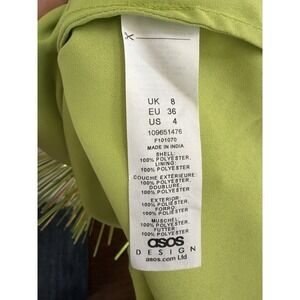 UK 8
EU 36
US 4
109651476
F101070
MADE IN INDIA
SHELL:
100% POLYESTER,
LINING:
100% POLYESTER
COUCHE EXTÉRIEURE
100% POLYESTER,
DOUBLURE:
100% POLYESTER
EXTERIOR
100% POLYESTER,
FORRO:
100% POLYESTER
MUSCHEL
100% POLYESTER,
FUTTER:
100% POLYESTER
asos
DESIGN
asos.com Ltd